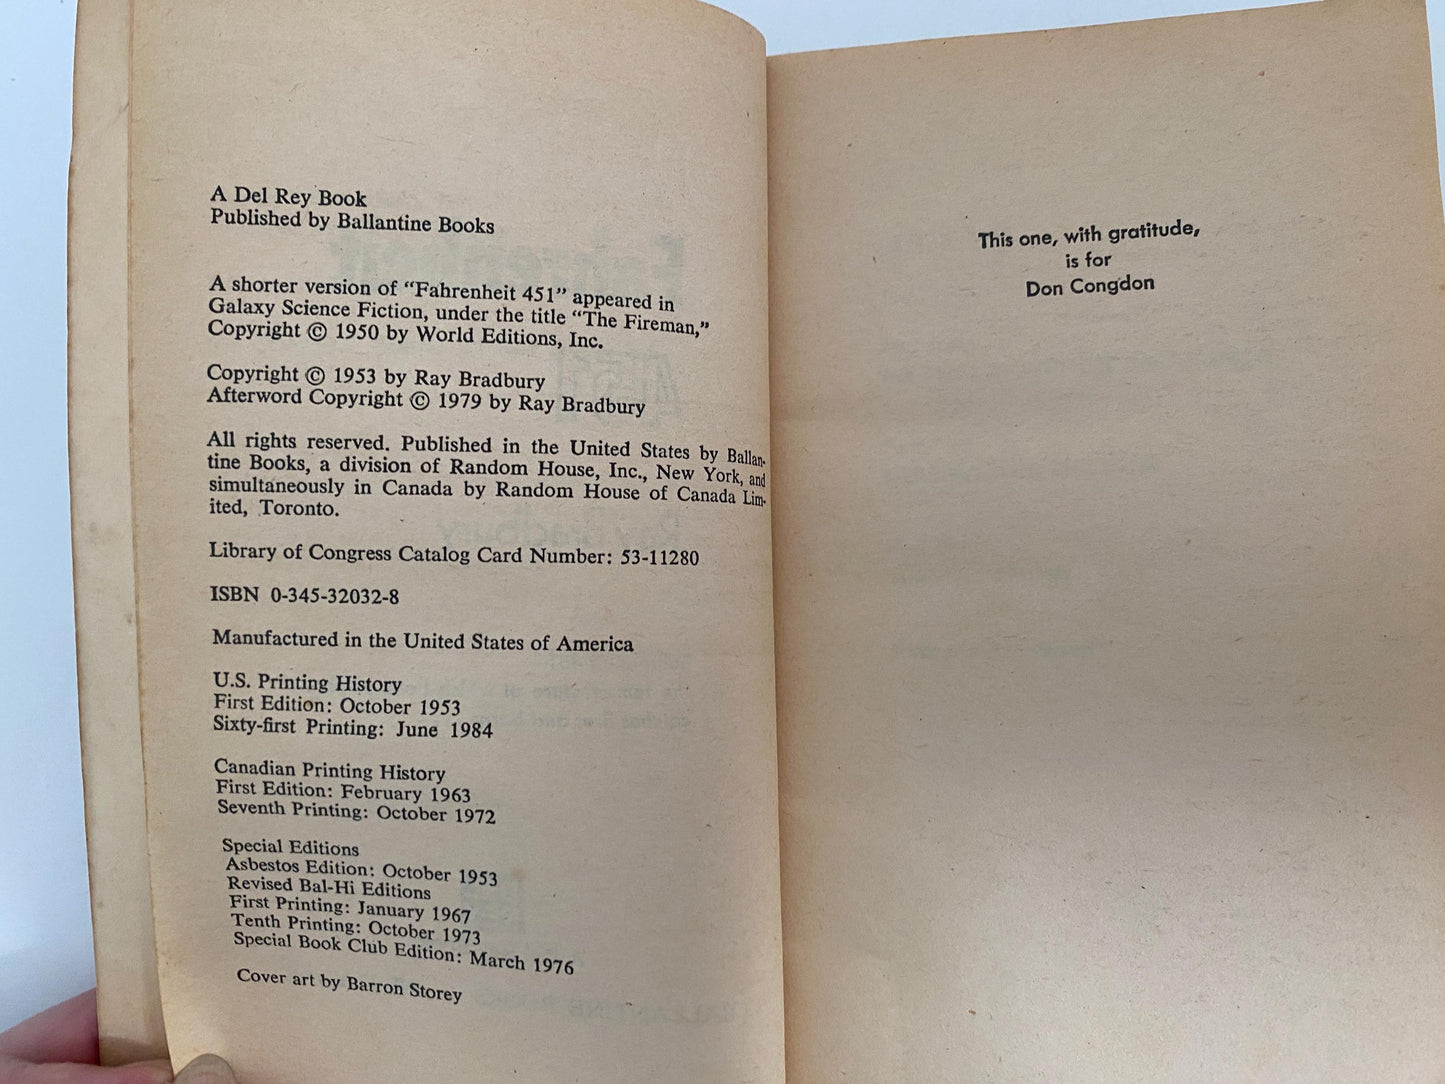 A Del Rey Book
Published by Ballantine Books
A shorter version of “Fahrenheit 451” appeared in
Galaxy Science Fiction, under the title “The Fireman,”
Copyright © 1950 by World Editions, Inc.
Copyright © 1953 by Ray Bradbury
Afterword Copyright © 1979 by Ray Bradbury
All rights reserved. Published in the United States by Ballan-
tine Books, a division of Random House, Inc., New York, and
simultaneously in Canada by Random House of Canada Lim-
ited, Toronto.
Library of Congress Catalog Card Number: 53-11280
ISBN 0-345-32032-8
Manufactured in the United States of America
U.S. Printing History
First Edition: October 1953
Sixty-first Printing: June 1984
Canadian Printing History
First Edition: February 1963
Seventh Printing: October 1972
Special Editions
Asbestos Edition: October 1953
Revised Bal-Hi Editions
First Printing: January 1967
Tenth Printing: October 1973
Special Book Club Edition: March 1976
Cover art by Barron Storey
This one, with gratitude,
is for
Don Congdon